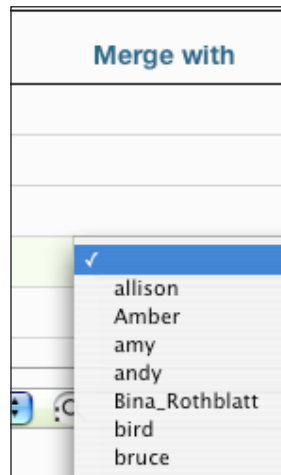 Merge with
allison
Amber
amy
andy
Bina_Rothblatt
bird
bruce